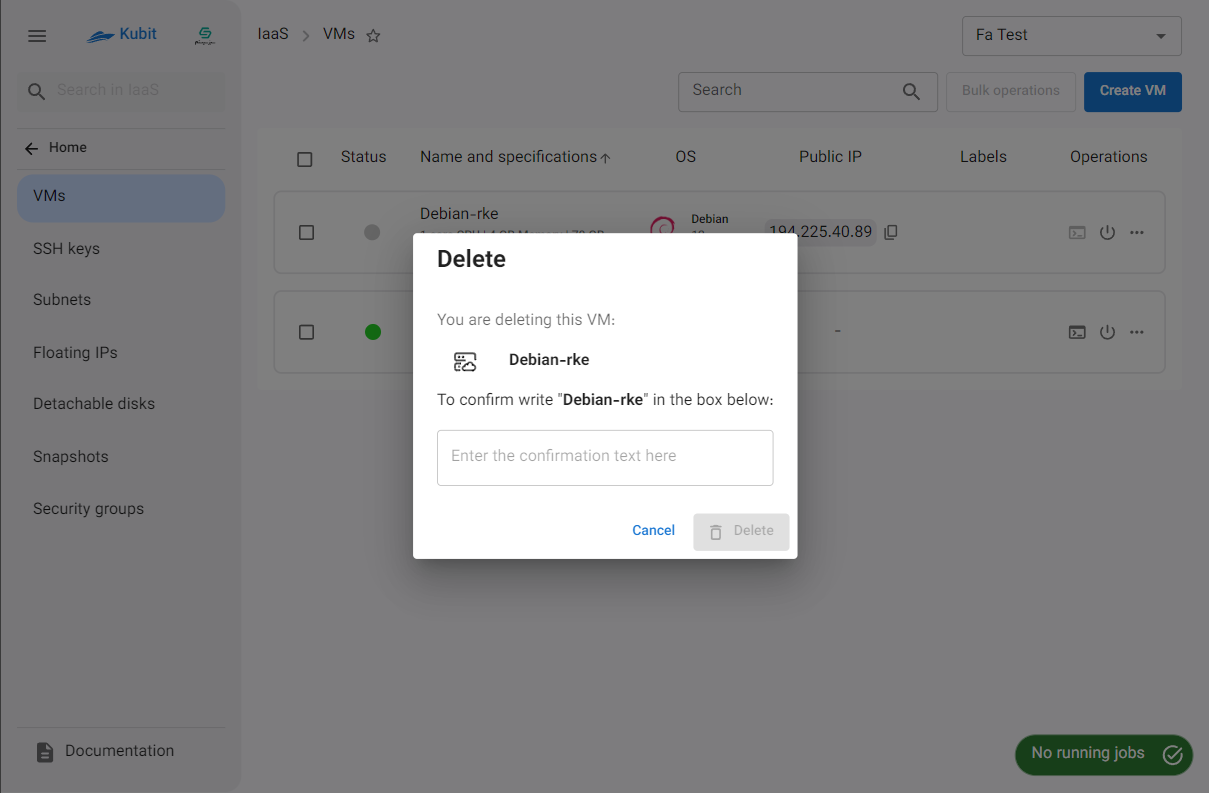 Kubit
IaaS > VMs
Fa Test
Search in IaaS
Search
Bulk operations
Create VM
Home
Status
Name and specifications
OS
Public IP
Labels
Operations
VMs
Debian-rke
Debian
194.225.40.89
SSH keys
Subnets
Floating IPs
Detachable disks
Snapshots
Security groups
-
Delete
You are deleting this VM:
Debian-rke
To confirm write "Debian-rke" in the box below:
Enter the confirmation text here
Cancel
Delete
Documentation
No running jobs